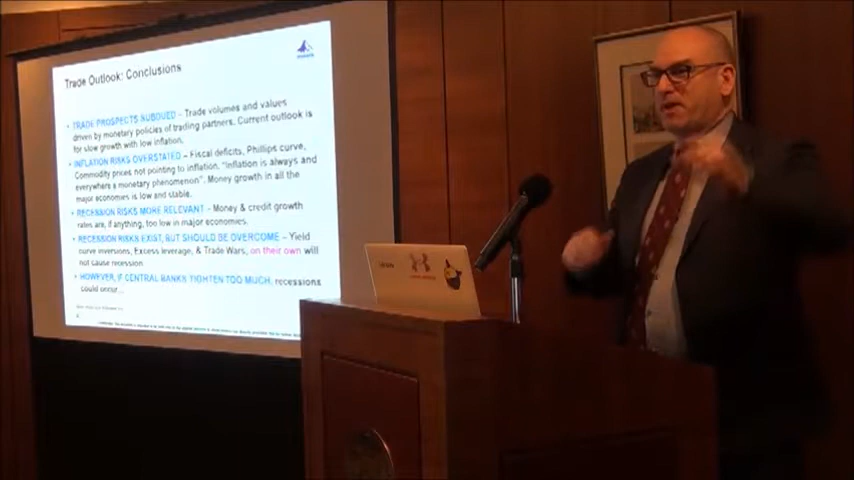 Trade Outlook: Conclusions
• TRADE PROSPECTS SUBDUED – Trade volumes and values
driven by monetary policies of trading partners. Current outlook is
for slow growth with low inflation.
• INFLATION RISKS OVERSTATED – Fiscal deficits, Phillips curve,
Commodity prices not pointing to inflation. "Inflation is always and
everywhere a monetary phenomenon". Money growth in all the
major economies is low and stable.
• RECESSION RISKS MORE RELEVANT – Money & credit growth
rates are, if anything, too low in major economies.
• RECESSION RISKS EXIST, BUT SHOULD BE OVERCOME – Yield
curve inversions, Excess leverage, & Trade Wars, on their own will
not cause recession
• HOWEVER, IF CENTRAL BANKS TIGHTEN TOO MUCH, recessions
could occur...